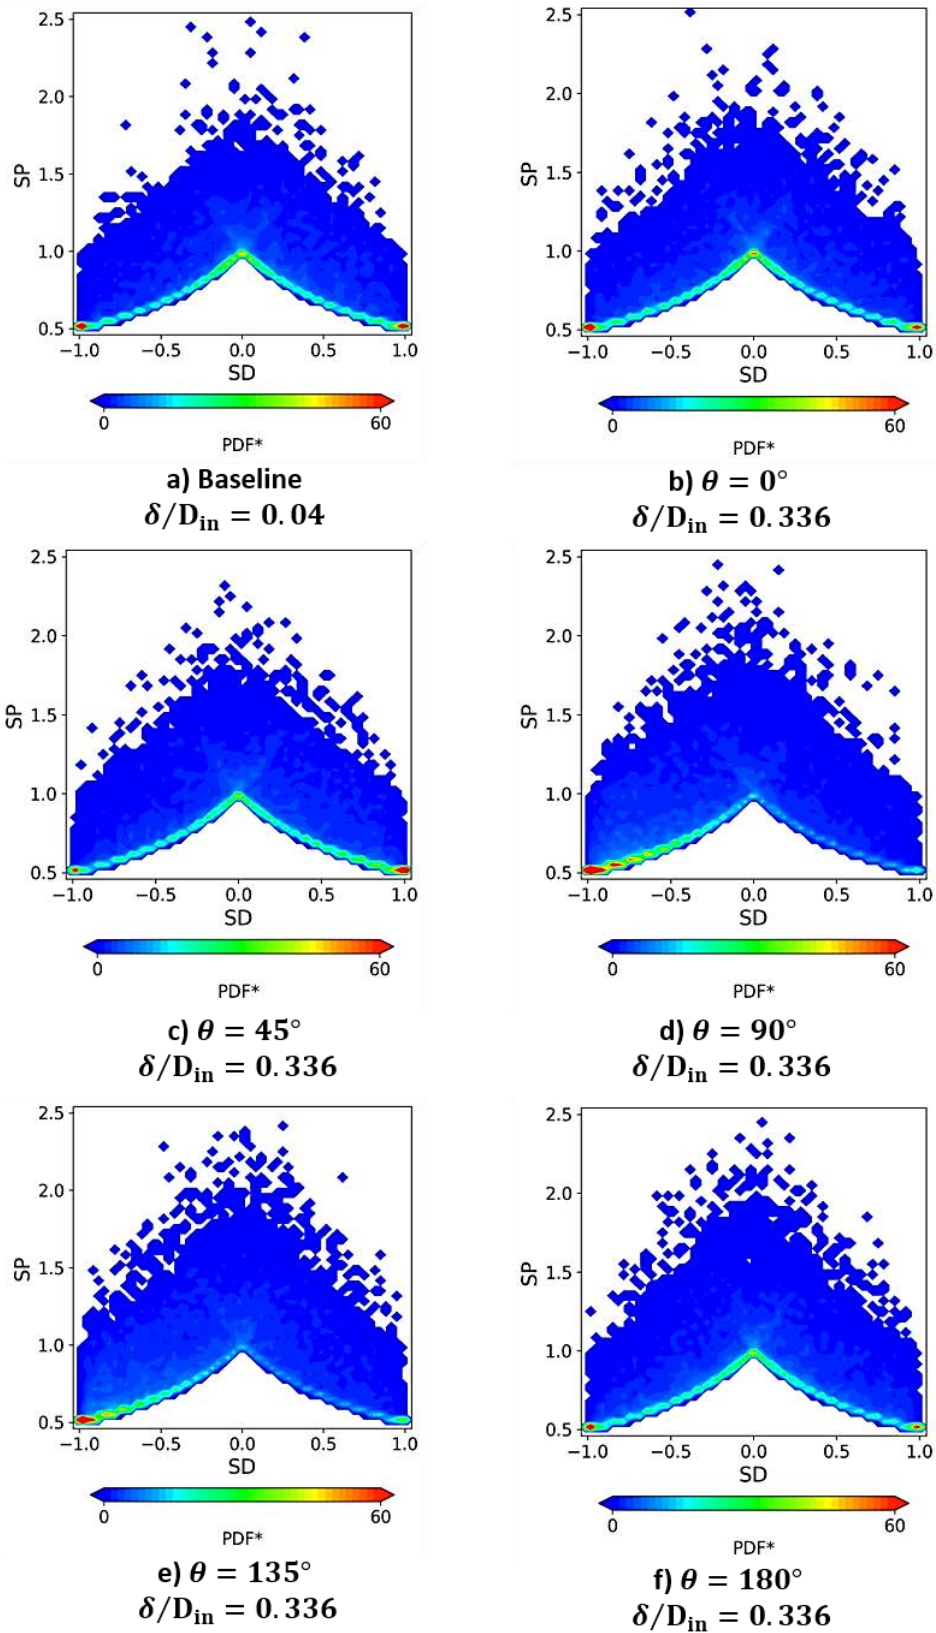 2.5
2.0
1.5
1.0
0.5
SP
−1.0 −0.5 0.0 0.5 1.0
SD
0 60
PDF*
a) Baseline
δ/D_in = 0.04
2.5
2.0
1.5
1.0
0.5
SP
−1.0 −0.5 0.0 0.5 1.0
SD
0 60
PDF*
b) θ = 0°
δ/D_in = 0.336
2.5
2.0
1.5
1.0
0.5
SP
−1.0 −0.5 0.0 0.5 1.0
SD
0 60
PDF*
c) θ = 45°
δ/D_in = 0.336
2.5
2.0
1.5
1.0
0.5
SP
−1.0 −0.5 0.0 0.5 1.0
SD
0 60
PDF*
d) θ = 90°
δ/D_in = 0.336
2.5
2.0
1.5
1.0
0.5
SP
−1.0 −0.5 0.0 0.5 1.0
SD
0 60
PDF*
e) θ = 135°
δ/D_in = 0.336
2.5
2.0
1.5
1.0
0.5
SP
−1.0 −0.5 0.0 0.5 1.0
SD
0 60
PDF*
f) θ = 180°
δ/D_in = 0.336